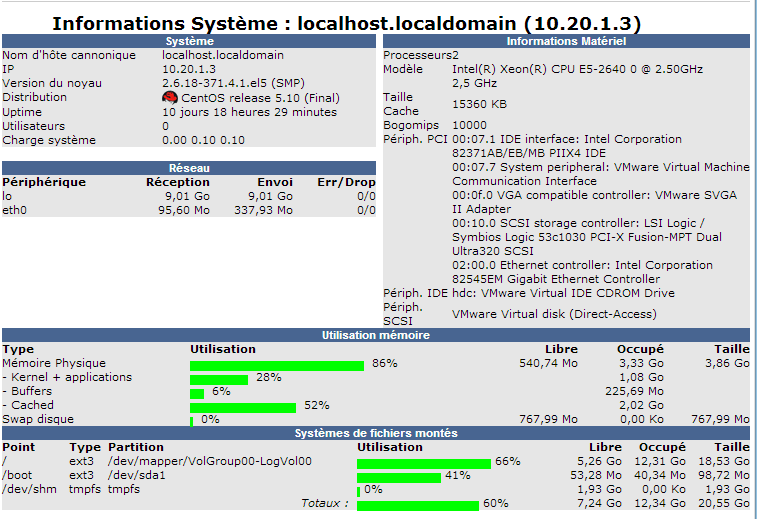 Informations Système : localhost.localdomain (10.20.1.3)
Système
Nom d'hôte cannonique localhost.localdomain
IP 10.20.1.3
Version du noyau 2.6.18-371.4.1.el5 (SMP)
Distribution CentOS release 5.10 (Final)
Uptime 10 jours 18 heures 29 minutes
Utilisateurs 0
Charge système 0.00 0.10 0.10
Réseau
Périphérique Réception Envoi Err/Drop
lo 9,01 Go 9,01 Go 0/0
eth0 95,60 Mo 337,93 Mo 0/0
Informations Matériel
Processeurs 2
Modèle Intel(R) Xeon(R) CPU E5-2640 0 @ 2.50GHz
2,5 GHz
Taille
Cache 15360 KB
Bogomips 10000
Périph. PCI 00:07.1 IDE interface: Intel Corporation
82371AB/EB/MB PIIX4 IDE
00:07.7 System peripheral: VMware Virtual Machine
Communication Interface
00:0f.0 VGA compatible controller: VMware SVGA
II Adapter
00:10.0 SCSI storage controller: LSI Logic /
Symbios Logic 53c1030 PCI-X Fusion-MPT Dual
Ultra320 SCSI
02:00.0 Ethernet controller: Intel Corporation
82545EM Gigabit Ethernet Controller
Périph. IDE hdc: VMware Virtual IDE CDROM Drive
Périph.
SCSI VMware Virtual disk (Direct-Access)
Utilisation mémoire
Type Utilisation Libre Occupé Taille
Mémoire Physique 86% 540,74 Mo 3,33 Go 3,86 Go
- Kernel + applications 28% 1,08 Go
- Buffers 6% 225,69 Mo
- Cached 52% 2,02 Go
Swap disque 0% 767,99 Mo 0,00 Ko 767,99 Mo
Systèmes de fichiers montés
Point Type Partition Utilisation Libre Occupé Taille
/ ext3 /dev/mapper/VolGroup00-LogVol00 66% 5,26 Go 12,31 Go 18,53 Go
/boot ext3 /dev/sda1 41% 53,28 Mo 40,34 Mo 98,72 Mo
/dev/shm tmpfs tmpfs 0% 1,93 Go 0,00 Ko 1,93 Go
Totaux : 60% 7,24 Go 12,34 Go 20,55 Go